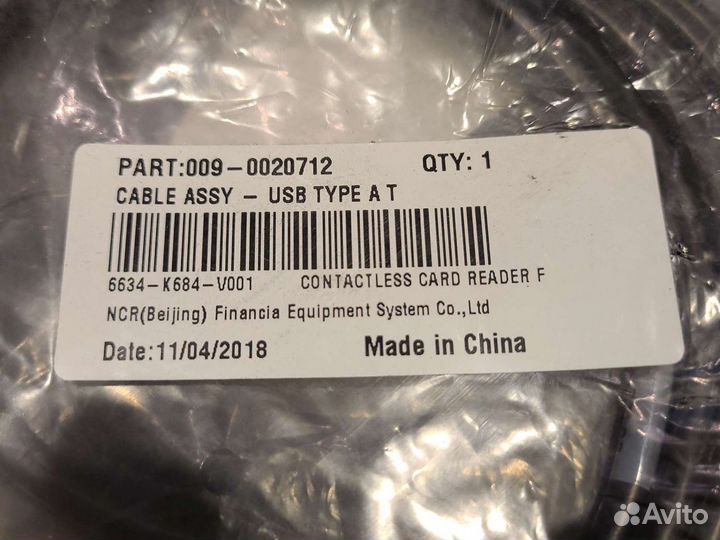 PART:009-0020712 QTY: 1
CABLE ASSY - USB TYPE A T
6634-K684-V001 CONTACTLESS CARD READER F
NCR(Beijing) Financia Equipment System Co.,Ltd
Date:11/04/2018 Made in China
Avito